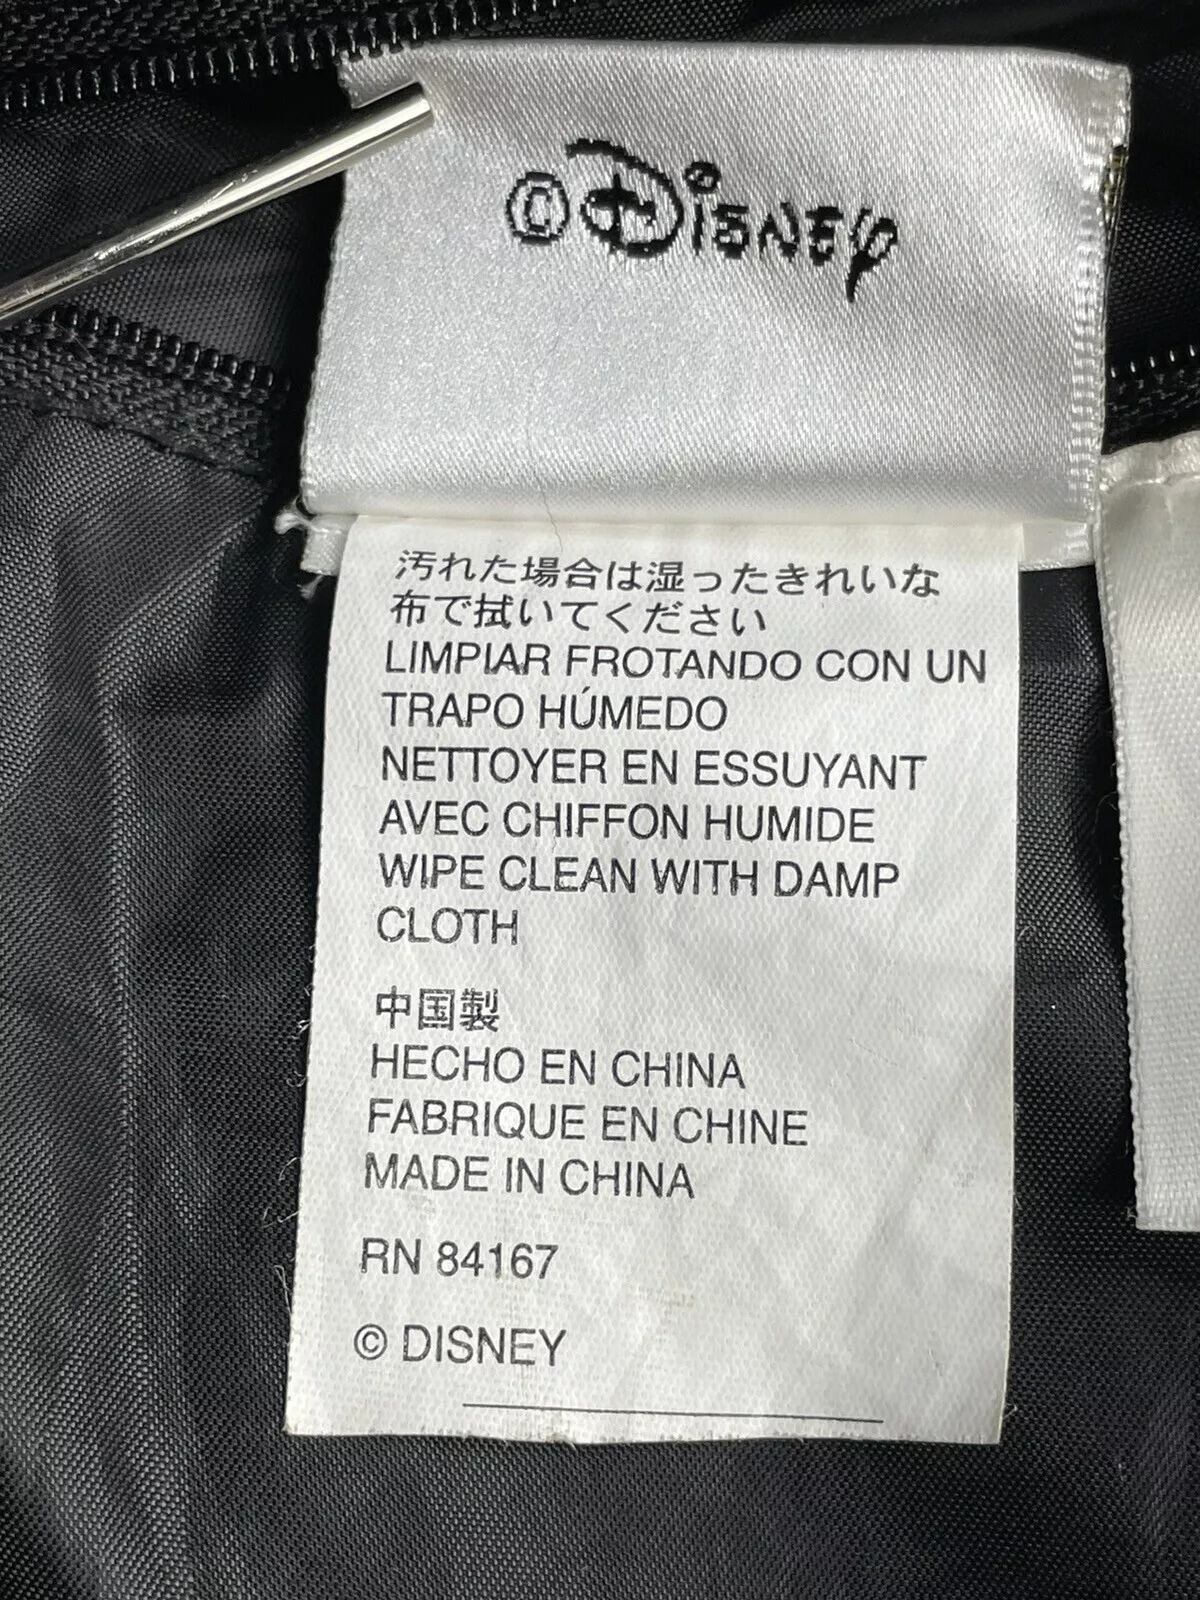 © Disney
汚れた場合は湿ったきれいな
布で拭いてください
LIMPIAR FROTANDO CON UN
TRAPO HÚMEDO
NETTOYER EN ESSUYANT
AVEC CHIFFON HUMIDE
WIPE CLEAN WITH DAMP
CLOTH
中国製
HECHO EN CHINA
FABRIQUE EN CHINE
MADE IN CHINA
RN 84167
© DISNEY